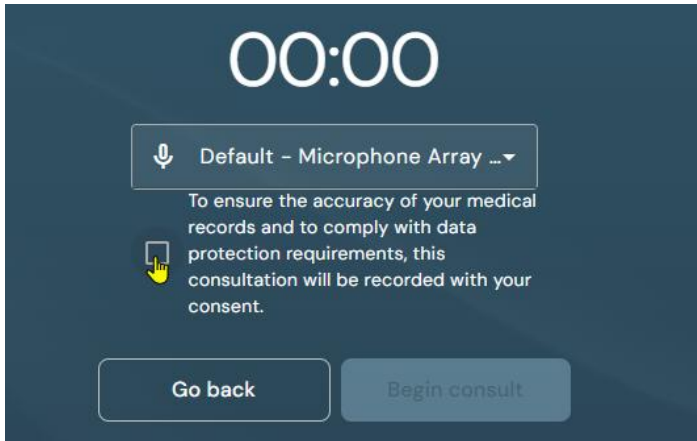 00:00
Default - Microphone Array ...
To ensure the accuracy of your medical
records and to comply with data
protection requirements, this
consultation will be recorded with your
consent.
Go back
Begin consult